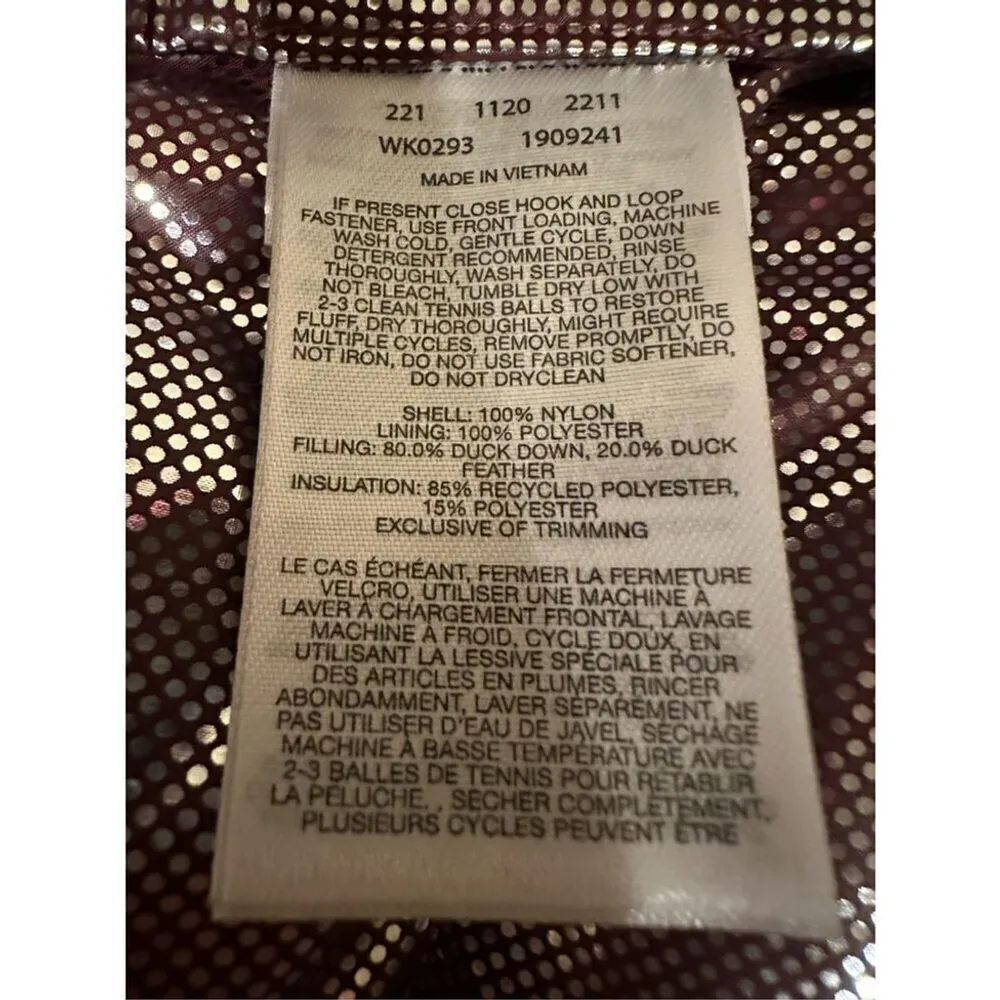 221 1120 2211
WK0293 1909241
MADE IN VIETNAM
IF PRESENT CLOSE HOOK AND LOOP
FASTENER, USE FRONT LOADING, MACHINE
WASH COLD, GENTLE CYCLE, DOWN
DETERGENT RECOMMENDED, RINSE
THOROUGHLY, WASH SEPARATELY, DO
NOT BLEACH, TUMBLE DRY LOW WITH
2-3 CLEAN TENNIS BALLS TO RESTORE
FLUFF, DRY THOROUGHLY, MIGHT REQUIRE
MULTIPLE CYCLES, REMOVE PROMPTLY, DO
NOT IRON, DO NOT USE FABRIC SOFTENER,
DO NOT DRYCLEAN
SHELL: 100% NYLON
LINING: 100% POLYESTER
FILLING: 80.0% DUCK DOWN, 20.0% DUCK
FEATHER
INSULATION: 85% RECYCLED POLYESTER,
15% POLYESTER
EXCLUSIVE OF TRIMMING
LE CAS ÉCHÉANT, FERMER LA FERMETURE
VELCRO, UTILISER UNE MACHINE À
LAVER À CHARGEMENT FRONTAL, LAVAGE
MACHINE À FROID, CYCLE DOUX, EN
UTILISANT LA LESSIVE SPÉCIALE POUR
DES ARTICLES EN PLUMES, RINCER
ABONDAMMENT, LAVER SÉPARÉMENT, NE
PAS UTILISER D'EAU DE JAVEL, SÉCHAGE
MACHINE À BASSE TEMPÉRATURE AVEC
2-3 BALLES DE TENNIS POUR RÉTABLIR
LA PELUCHE, , SÉCHER COMPLÈTEMENT,
PLUSIEURS CYCLES PEUVENT ÊTRE